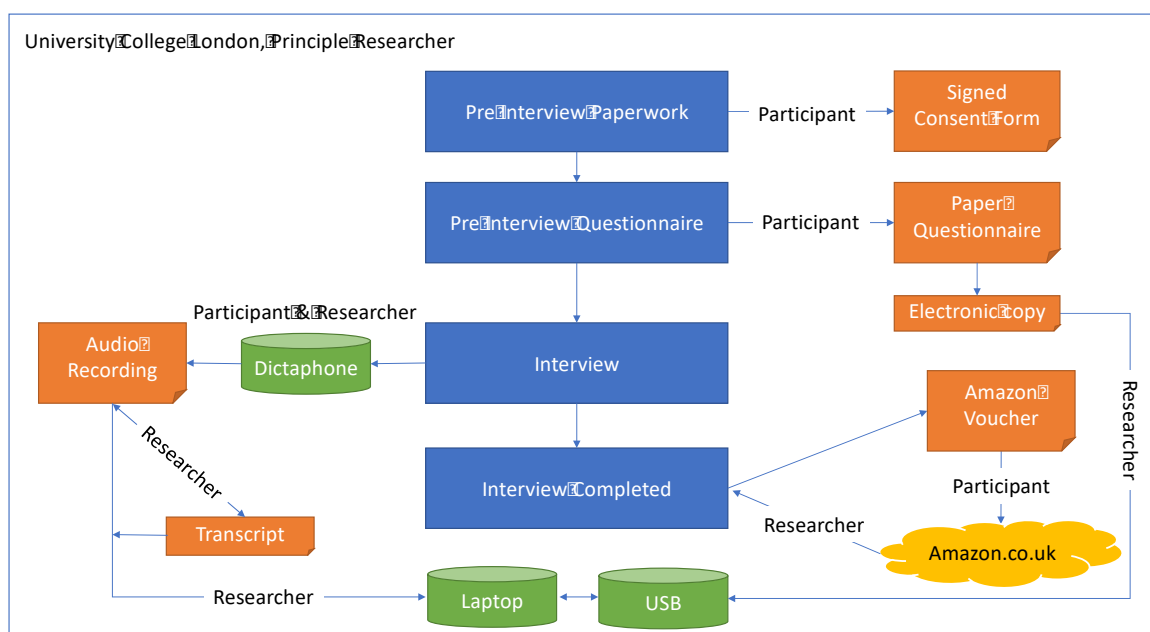 University College London, Principle Researcher
Pre Interview Paperwork
Participant
Signed
Consent Form
Pre Interview Questionnaire
Participant
Paper
Questionnaire
Electronic copy
Participant & Researcher
Audio
Recording
Dictaphone
Interview
Amazon
Voucher
Researcher
Researcher
Interview Completed
Participant
Researcher
Transcript
Amazon.co.uk
Researcher
Laptop
USB